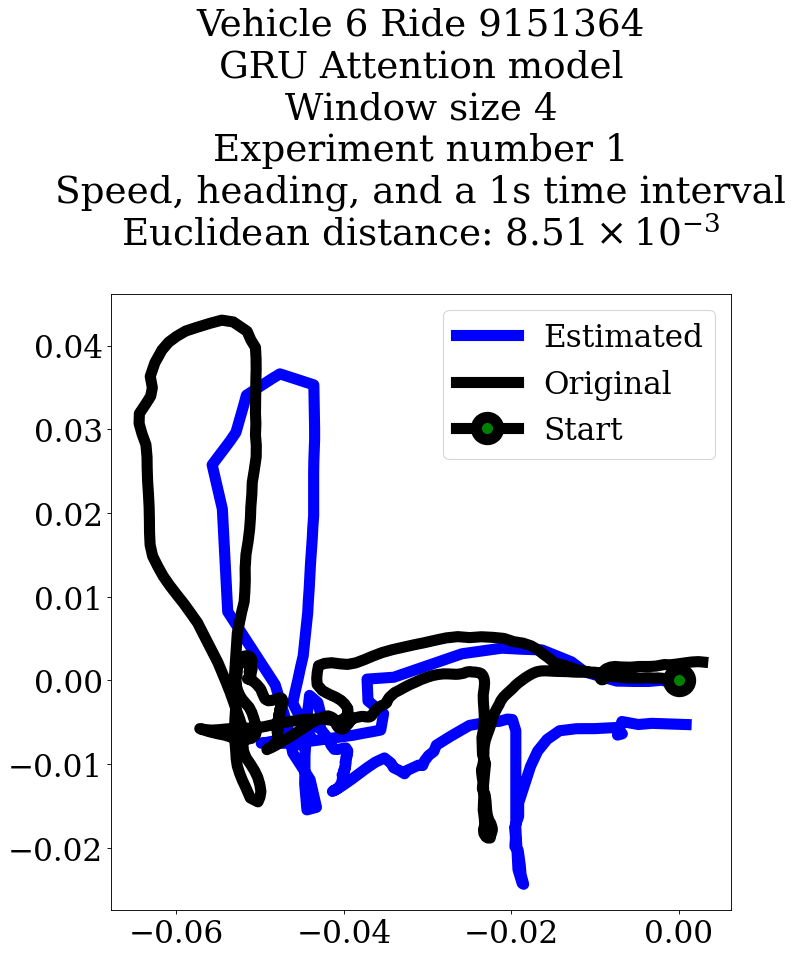 Vehicle 6 Ride 9151364
GRU Attention model
Window size 4
Experiment number 1
Speed, heading, and a 1s time interval
Euclidean distance: 8.51 × 10⁻³
Estimated
Original
Start
0.04
0.03
0.02
0.01
0.00
−0.01
−0.02
−0.06 −0.04 −0.02 0.00